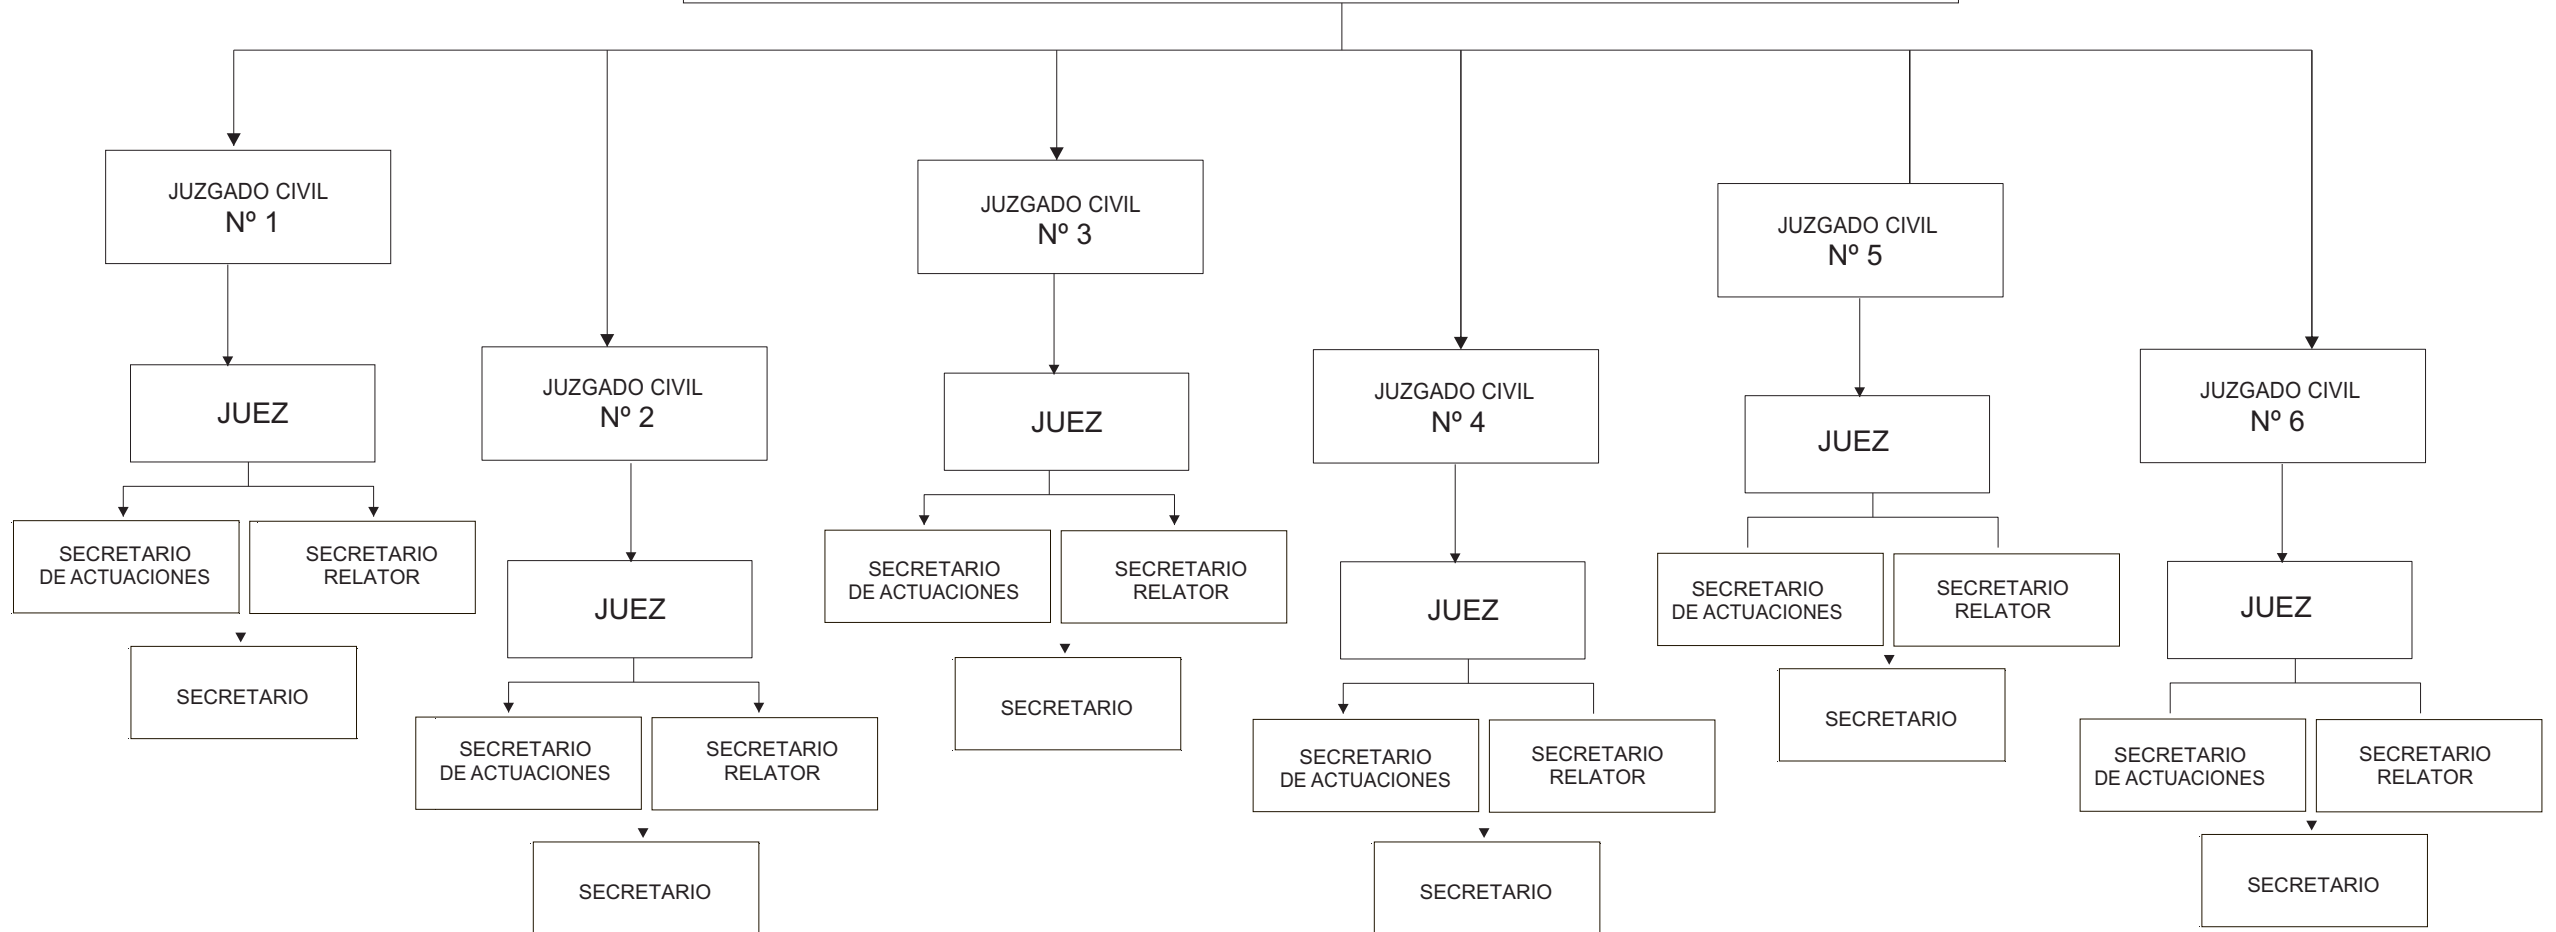 JUZGADO CIVIL
Nº 1
JUEZ
SECRETARIO
DE ACTUACIONES
SECRETARIO
RELATOR
SECRETARIO
JUZGADO CIVIL
Nº 2
JUEZ
SECRETARIO
DE ACTUACIONES
SECRETARIO
RELATOR
SECRETARIO
JUZGADO CIVIL
Nº 3
JUEZ
SECRETARIO
DE ACTUACIONES
SECRETARIO
RELATOR
SECRETARIO
JUZGADO CIVIL
Nº 4
JUEZ
SECRETARIO
DE ACTUACIONES
SECRETARIO
RELATOR
SECRETARIO
JUZGADO CIVIL
Nº 5
JUEZ
SECRETARIO
DE ACTUACIONES
SECRETARIO
RELATOR
SECRETARIO
JUZGADO CIVIL
Nº 6
JUEZ
SECRETARIO
DE ACTUACIONES
SECRETARIO
RELATOR
SECRETARIO